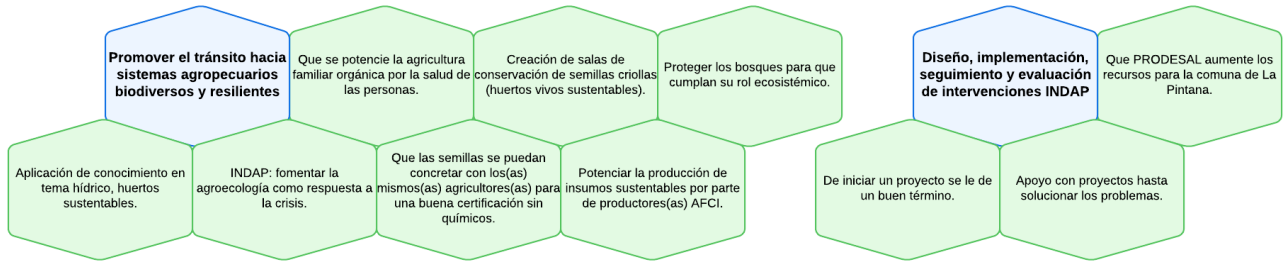 Promover el tránsito hacia
sistemas agropecuarios
biodiversos y resilientes
Que se potencie la agricultura
familiar orgánica por la salud de
las personas.
Creación de salas de
conservación de semillas criollas
(huertos vivos sustentables).
Proteger los bosques para que
cumplan su rol ecosistémico.
Aplicación de conocimiento en
tema hídrico, huertos
sustentables.
INDAP: fomentar la
agroecología como respuesta a
la crisis.
Que las semillas se puedan
concretar con los(as)
mismos(as) agricultores(as) para
una buena certificación sin
químicos.
Potenciar la producción de
insumos sustentables por parte
de productores(as) AFCI.
Diseño, implementación,
seguimiento y evaluación
de intervenciones INDAP
Que PRODESAL aumente los
recursos para la comuna de La
Pintana.
De iniciar un proyecto se le de
un buen término.
Apoyo con proyectos hasta
solucionar los problemas.